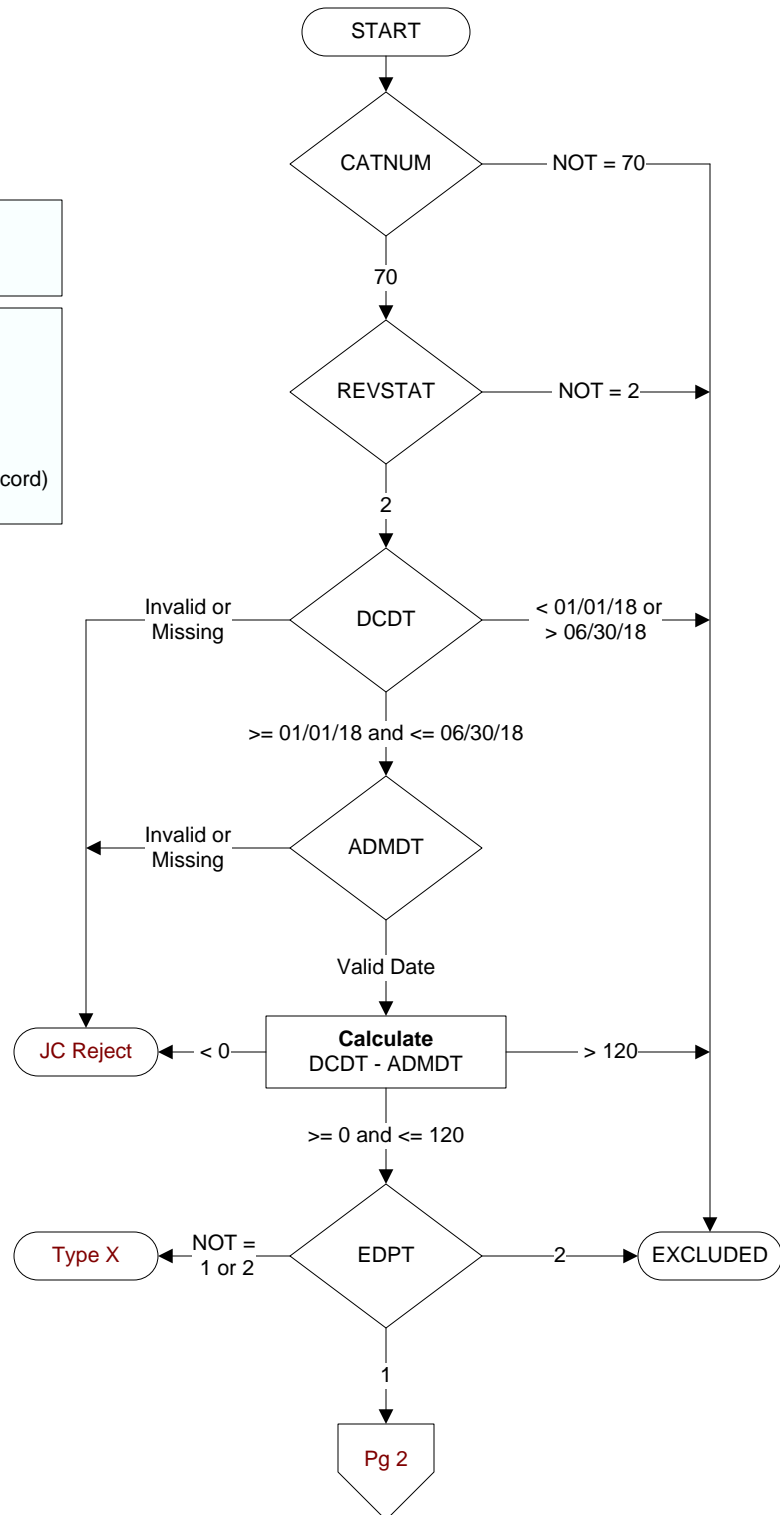 START
CATNUM
NOT = 70
70
REVSTAT
NOT = 2
cord)
2
Invalid or
Missing
DCDT
< 01/01/18 or
> 06/30/18
>= 01/01/18 and <= 06/30/18
Invalid or
Missing
ADMDT
Valid Date
JC Reject
< 0
Calculate
DCDT - ADMDT
> 120
>= 0 and <= 120
Type X
NOT =
1 or 2
EDPT
2
EXCLUDED
1
Pg 2